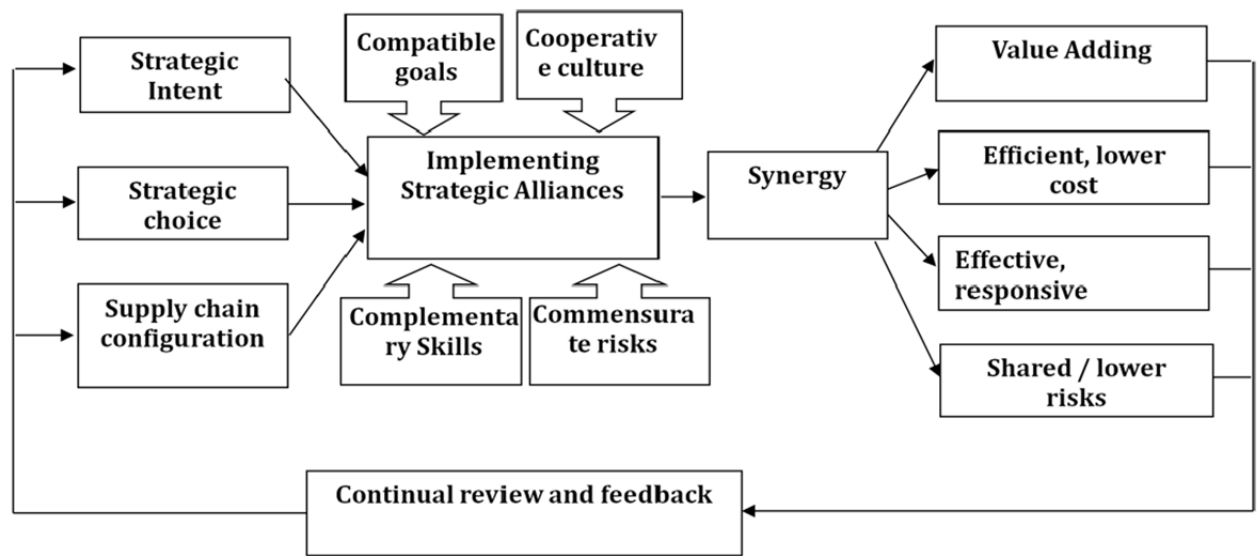 Strategic
Intent
Compatible
goals
Cooperativ
e culture
Value Adding
Strategic
choice
Implementing
Strategic Alliances
Synergy
Efficient, lower
cost
Supply chain
configuration
Complementa
ry Skills
Commensura
te risks
Effective,
responsive
Shared / lower
risks
Continual review and feedback